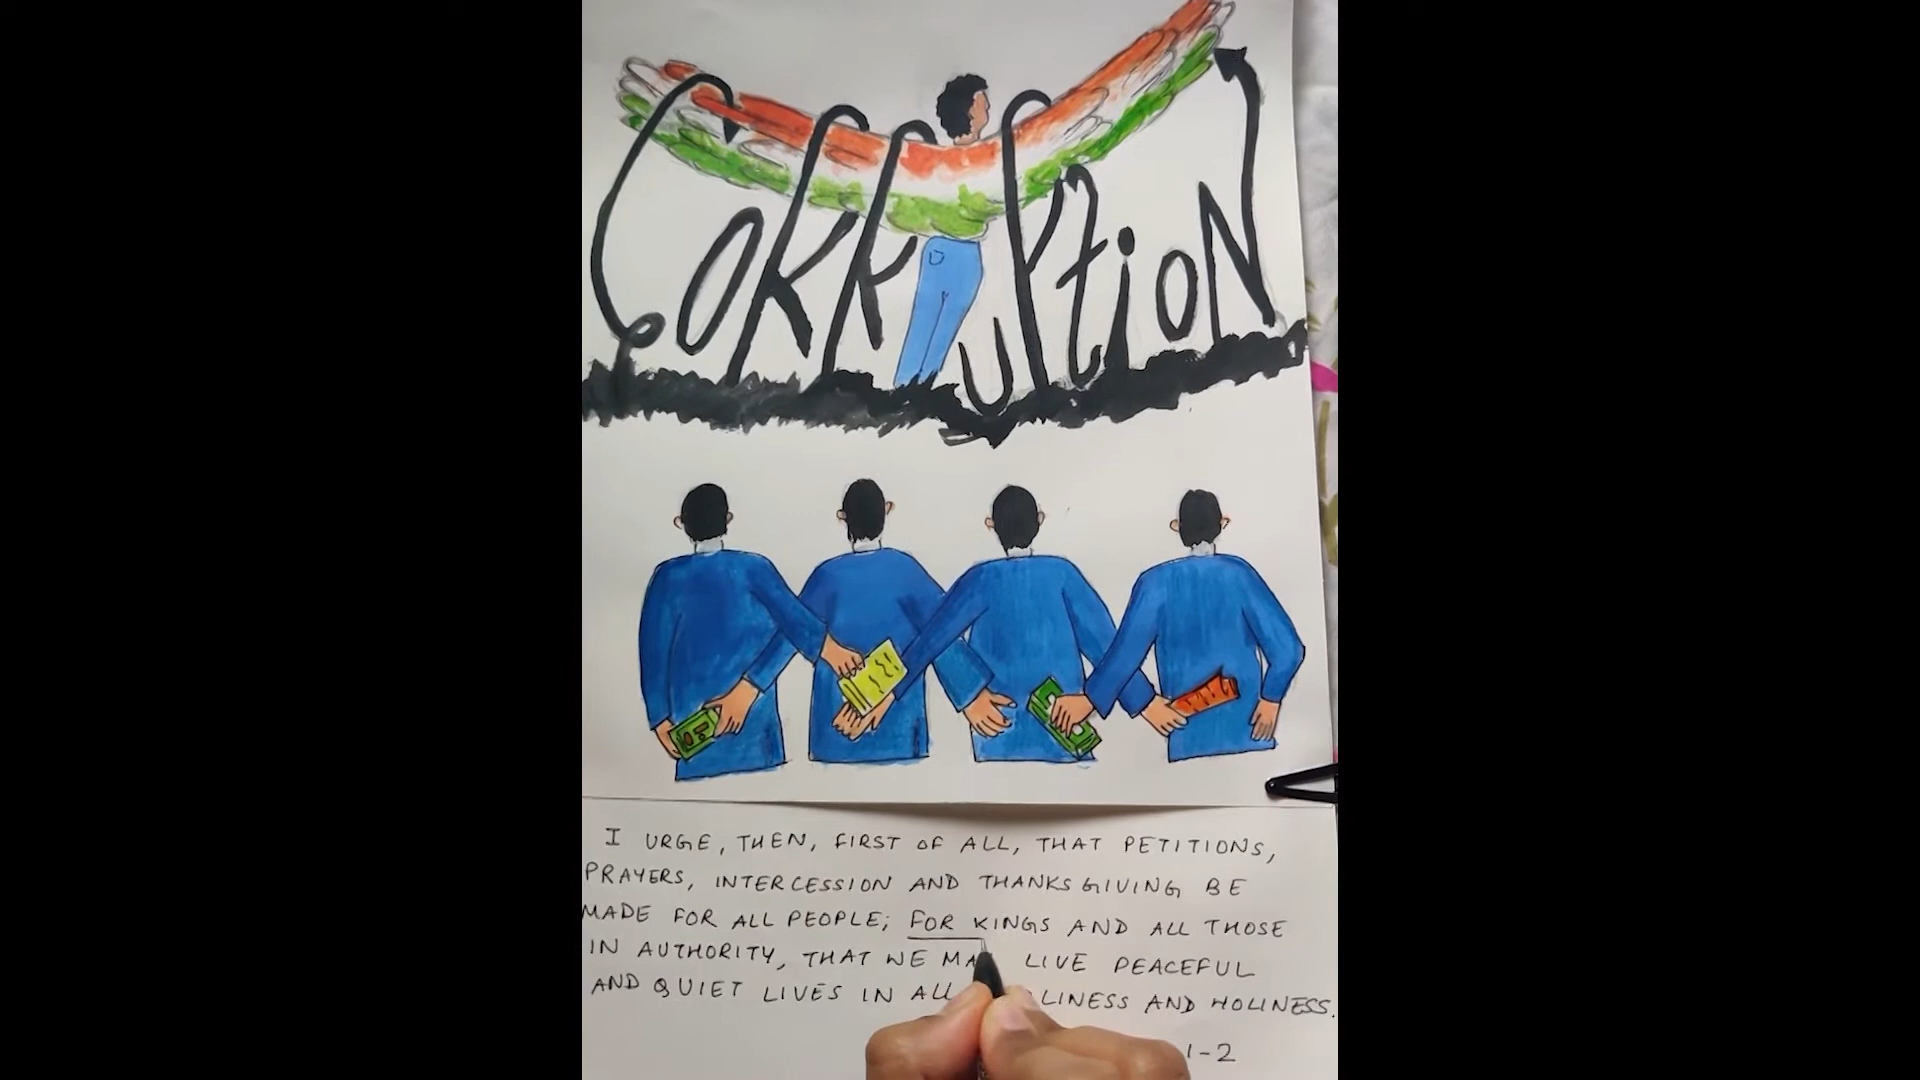 CORRUPTION
I URGE, THEN, FIRST OF ALL, THAT PETITIONS,
PRAYERS, INTERCESSION AND THANKSGIVING BE
MADE FOR ALL PEOPLE; FOR KINGS AND ALL THOSE
IN AUTHORITY, THAT WE MA LIVE PEACEFUL
AND QUIET LIVES IN ALL LINESS AND HOLINESS.
1-2